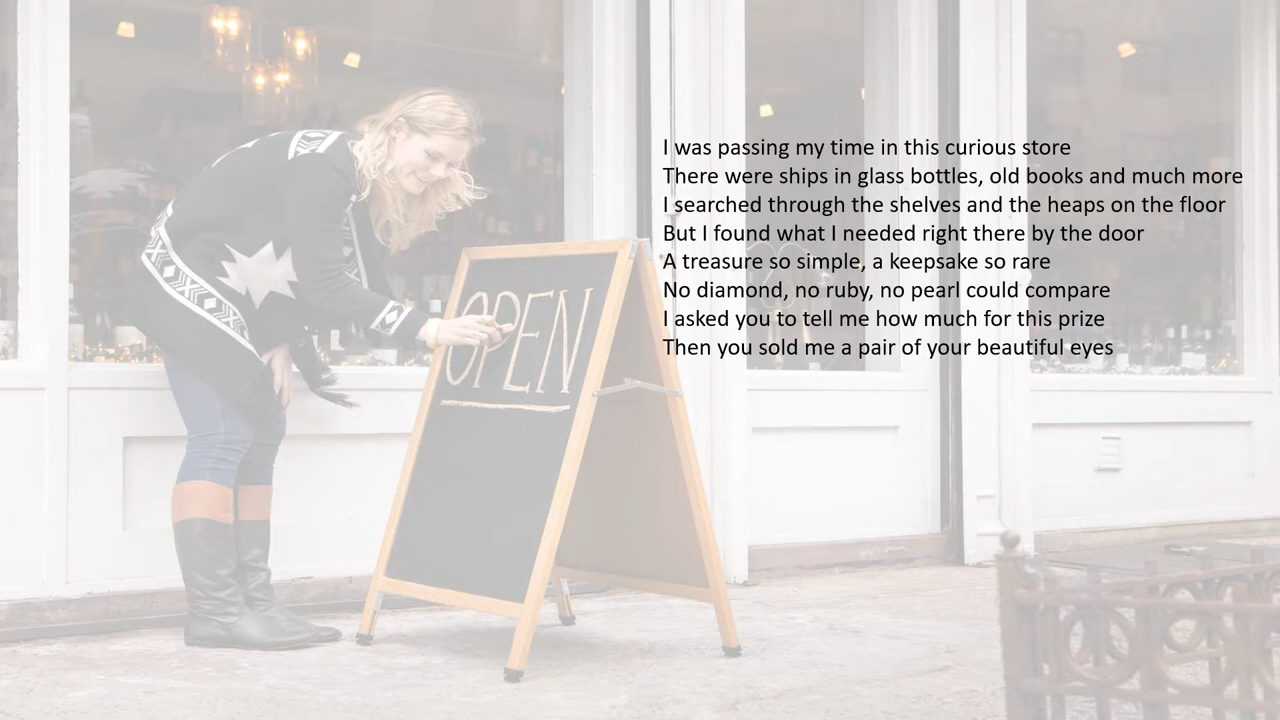 OPEN
I was passing my time in this curious store
There were ships in glass bottles, old books and much more
I searched through the shelves and the heaps on the floor
But I found what I needed right there by the door
A treasure so simple, a keepsake so rare
No diamond, no ruby, no pearl could compare
I asked you to tell me how much for this prize
Then you sold me a pair of your beautiful eyes